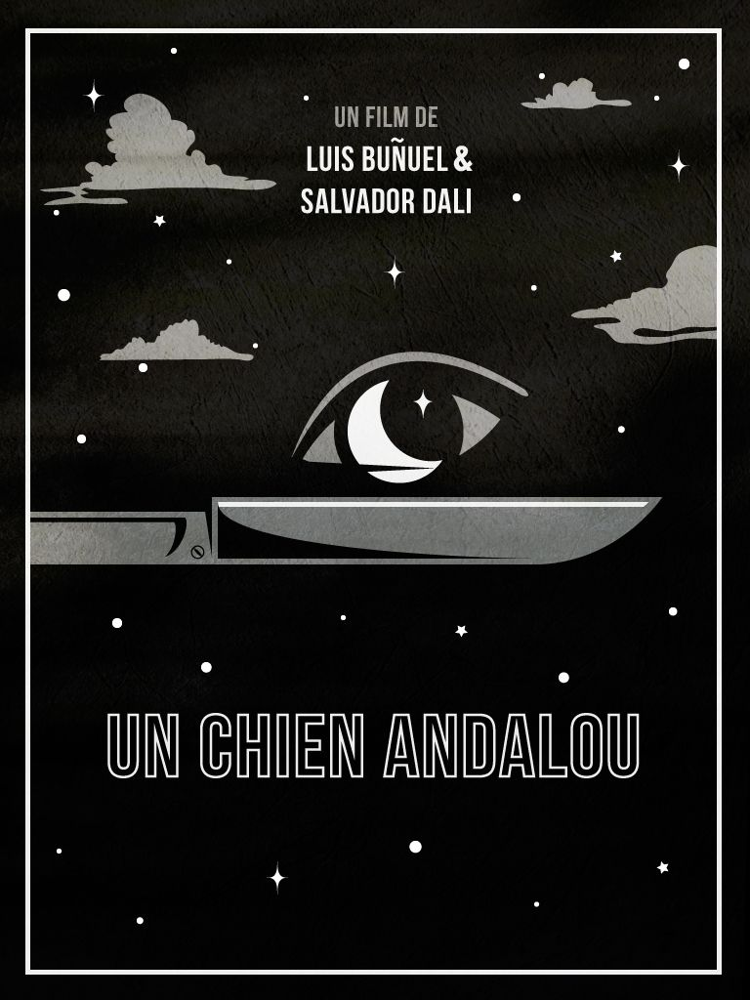 UN FILM DE
LUIS BUÑUEL &
SALVADOR DALI
UN CHIEN ANDALOU